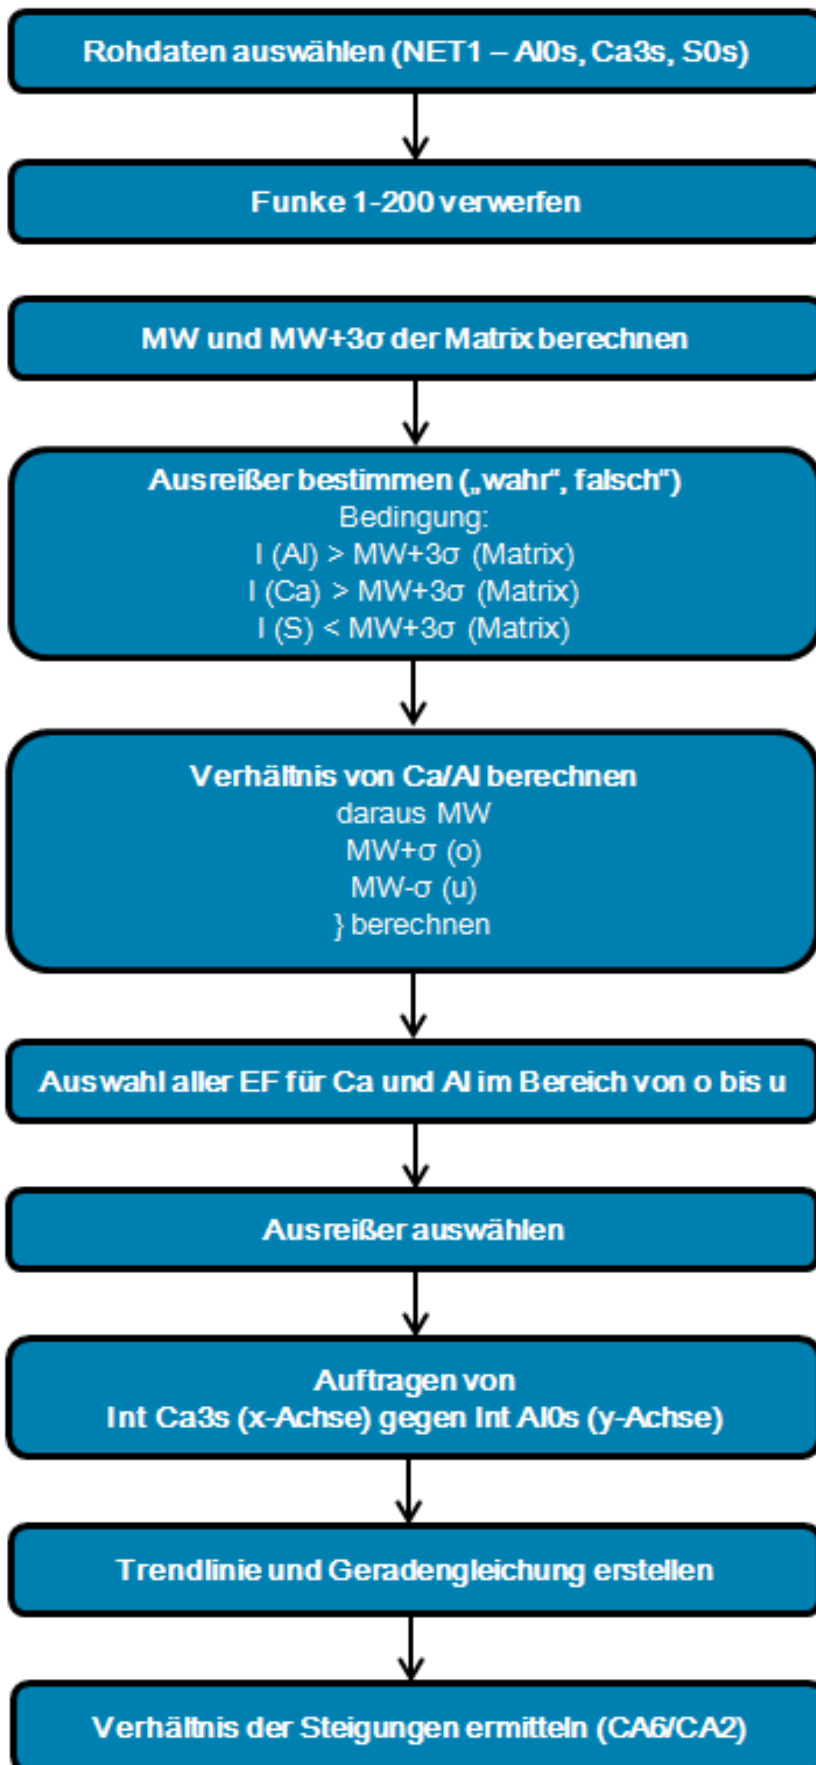 Rohdaten auswählen (NET1 – Al0s, Ca3s, S0s)
Funke 1-200 verwerfen
MW und MW+3σ der Matrix berechnen
Ausreißer bestimmen („wahr“, falsch“)
Bedingung:
I (Al) > MW+3σ (Matrix)
I (Ca) > MW+3σ (Matrix)
I (S) < MW+3σ (Matrix)
Verhältnis von Ca/Al berechnen
daraus MW
MW+σ (o)
MW-σ (u)
} berechnen
Auswahl aller EF für Ca und Al im Bereich von o bis u
Ausreißer auswählen
Auftragen von
Int Ca3s (x-Achse) gegen Int Al0s (y-Achse)
Trendlinie und Geradengleichung erstellen
Verhältnis der Steigungen ermitteln (CA6/CA2)